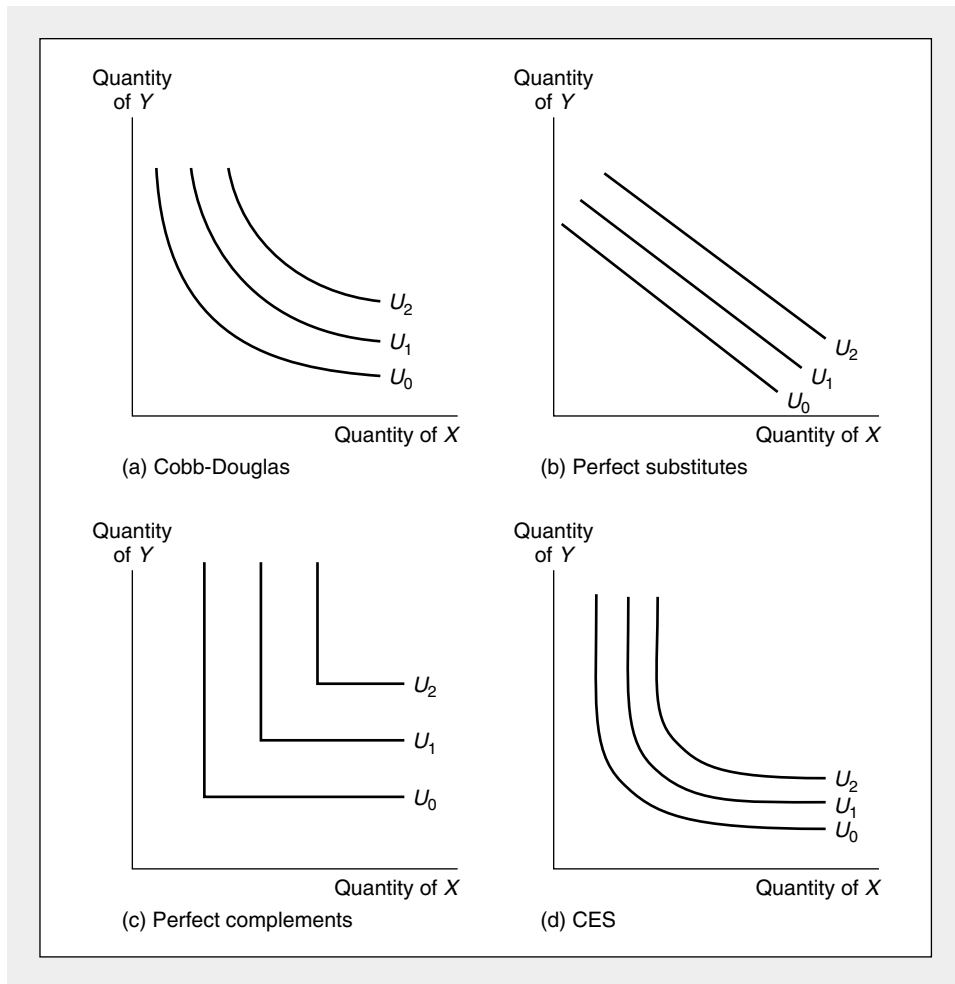 Quantity
of Y
U2
U1
U0
Quantity of X
(a) Cobb-Douglas
Quantity
of Y
U2
U1
U0
Quantity of X
(b) Perfect substitutes
Quantity
of Y
U2
U1
U0
Quantity of X
(c) Perfect complements
Quantity
of Y
U2
U1
U0
Quantity of X
(d) CES